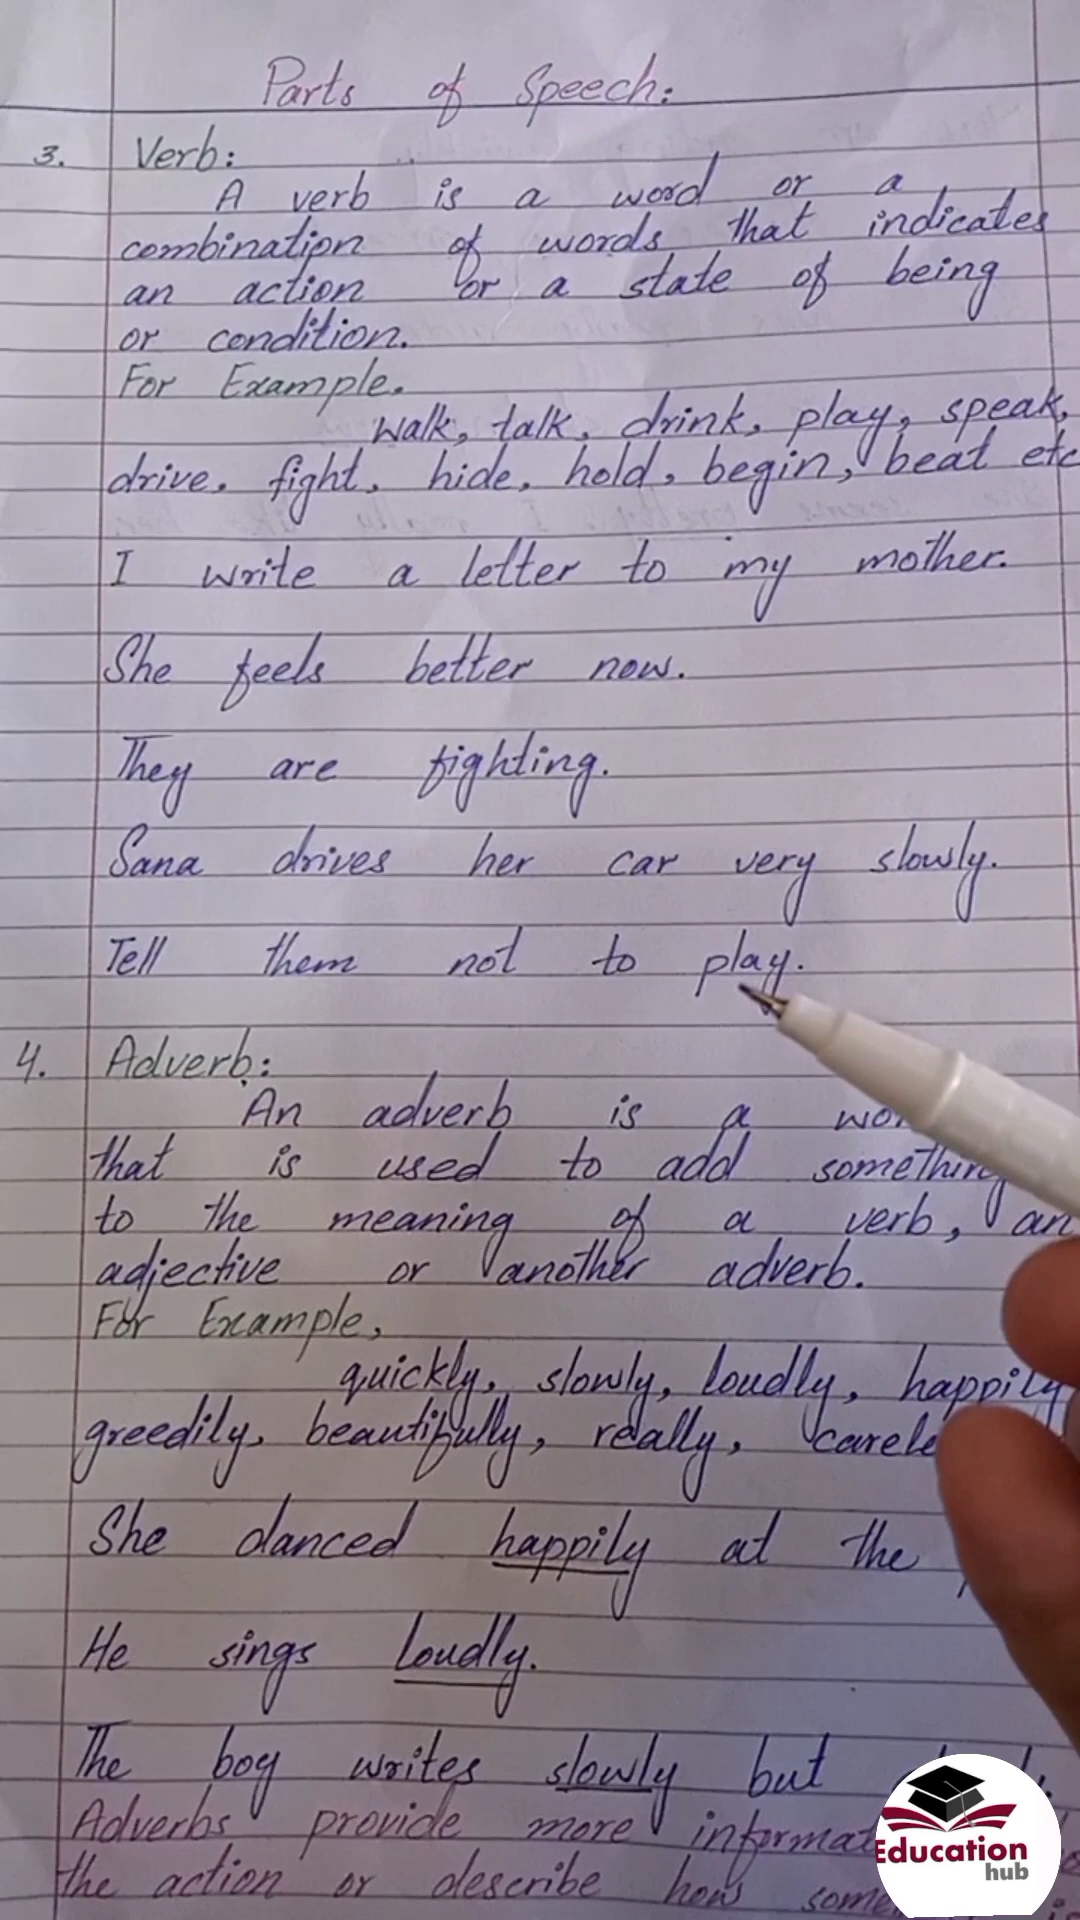 Parts of Speech:
3. Verb:
A verb is a word or a
combination of words that indicates
an action or a state of being
or condition.
For Example.
walk, talk, drink, play, speak,
drive, fight, hide, hold, begin, beat etc
I write a letter to my mother.
She feels better now.
They are fighting.
Sana drives her car very slowly.
Tell them not to play.
4. Adverb:
An adverb is a
that is used to add something
to the meaning of a verb, an
adjective or another adverb.
For Example,
quickly, slowly, loudly, happily
greedily, beautifully, really,
She danced happily at the
He sings loudly.
The boy writes slowly but
Adverbs provide more
the action or describe how
Education
hub